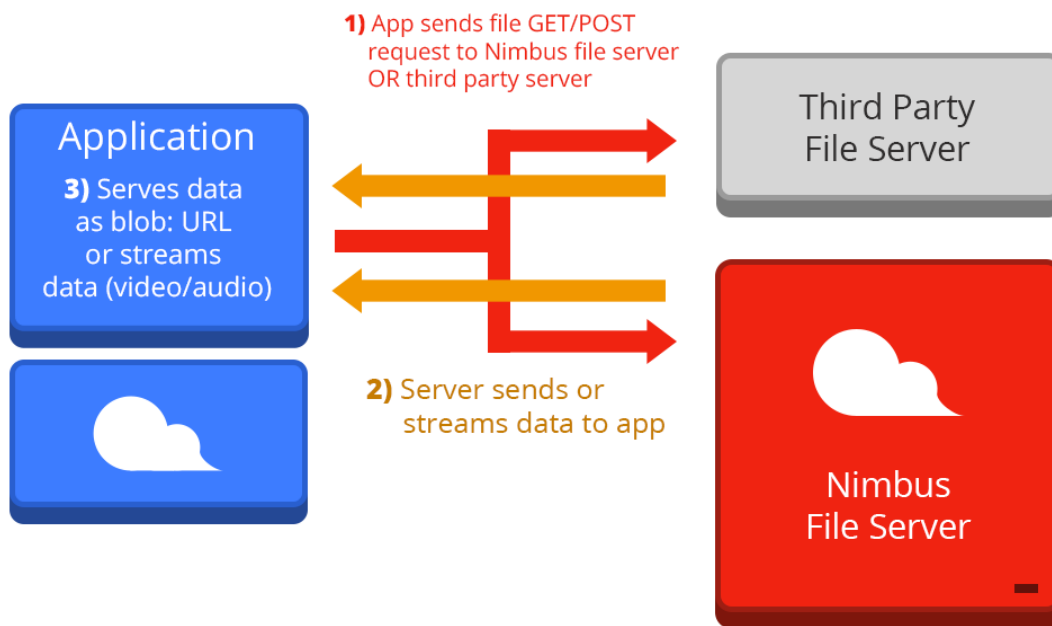 1) App sends file GET/POST
request to Nimbus file server
OR third party server
Application
3) Serves data
as blob: URL
or streams
data (video/audio)
Third Party
File Server
2) Server sends or
streams data to app
Nimbus
File Server